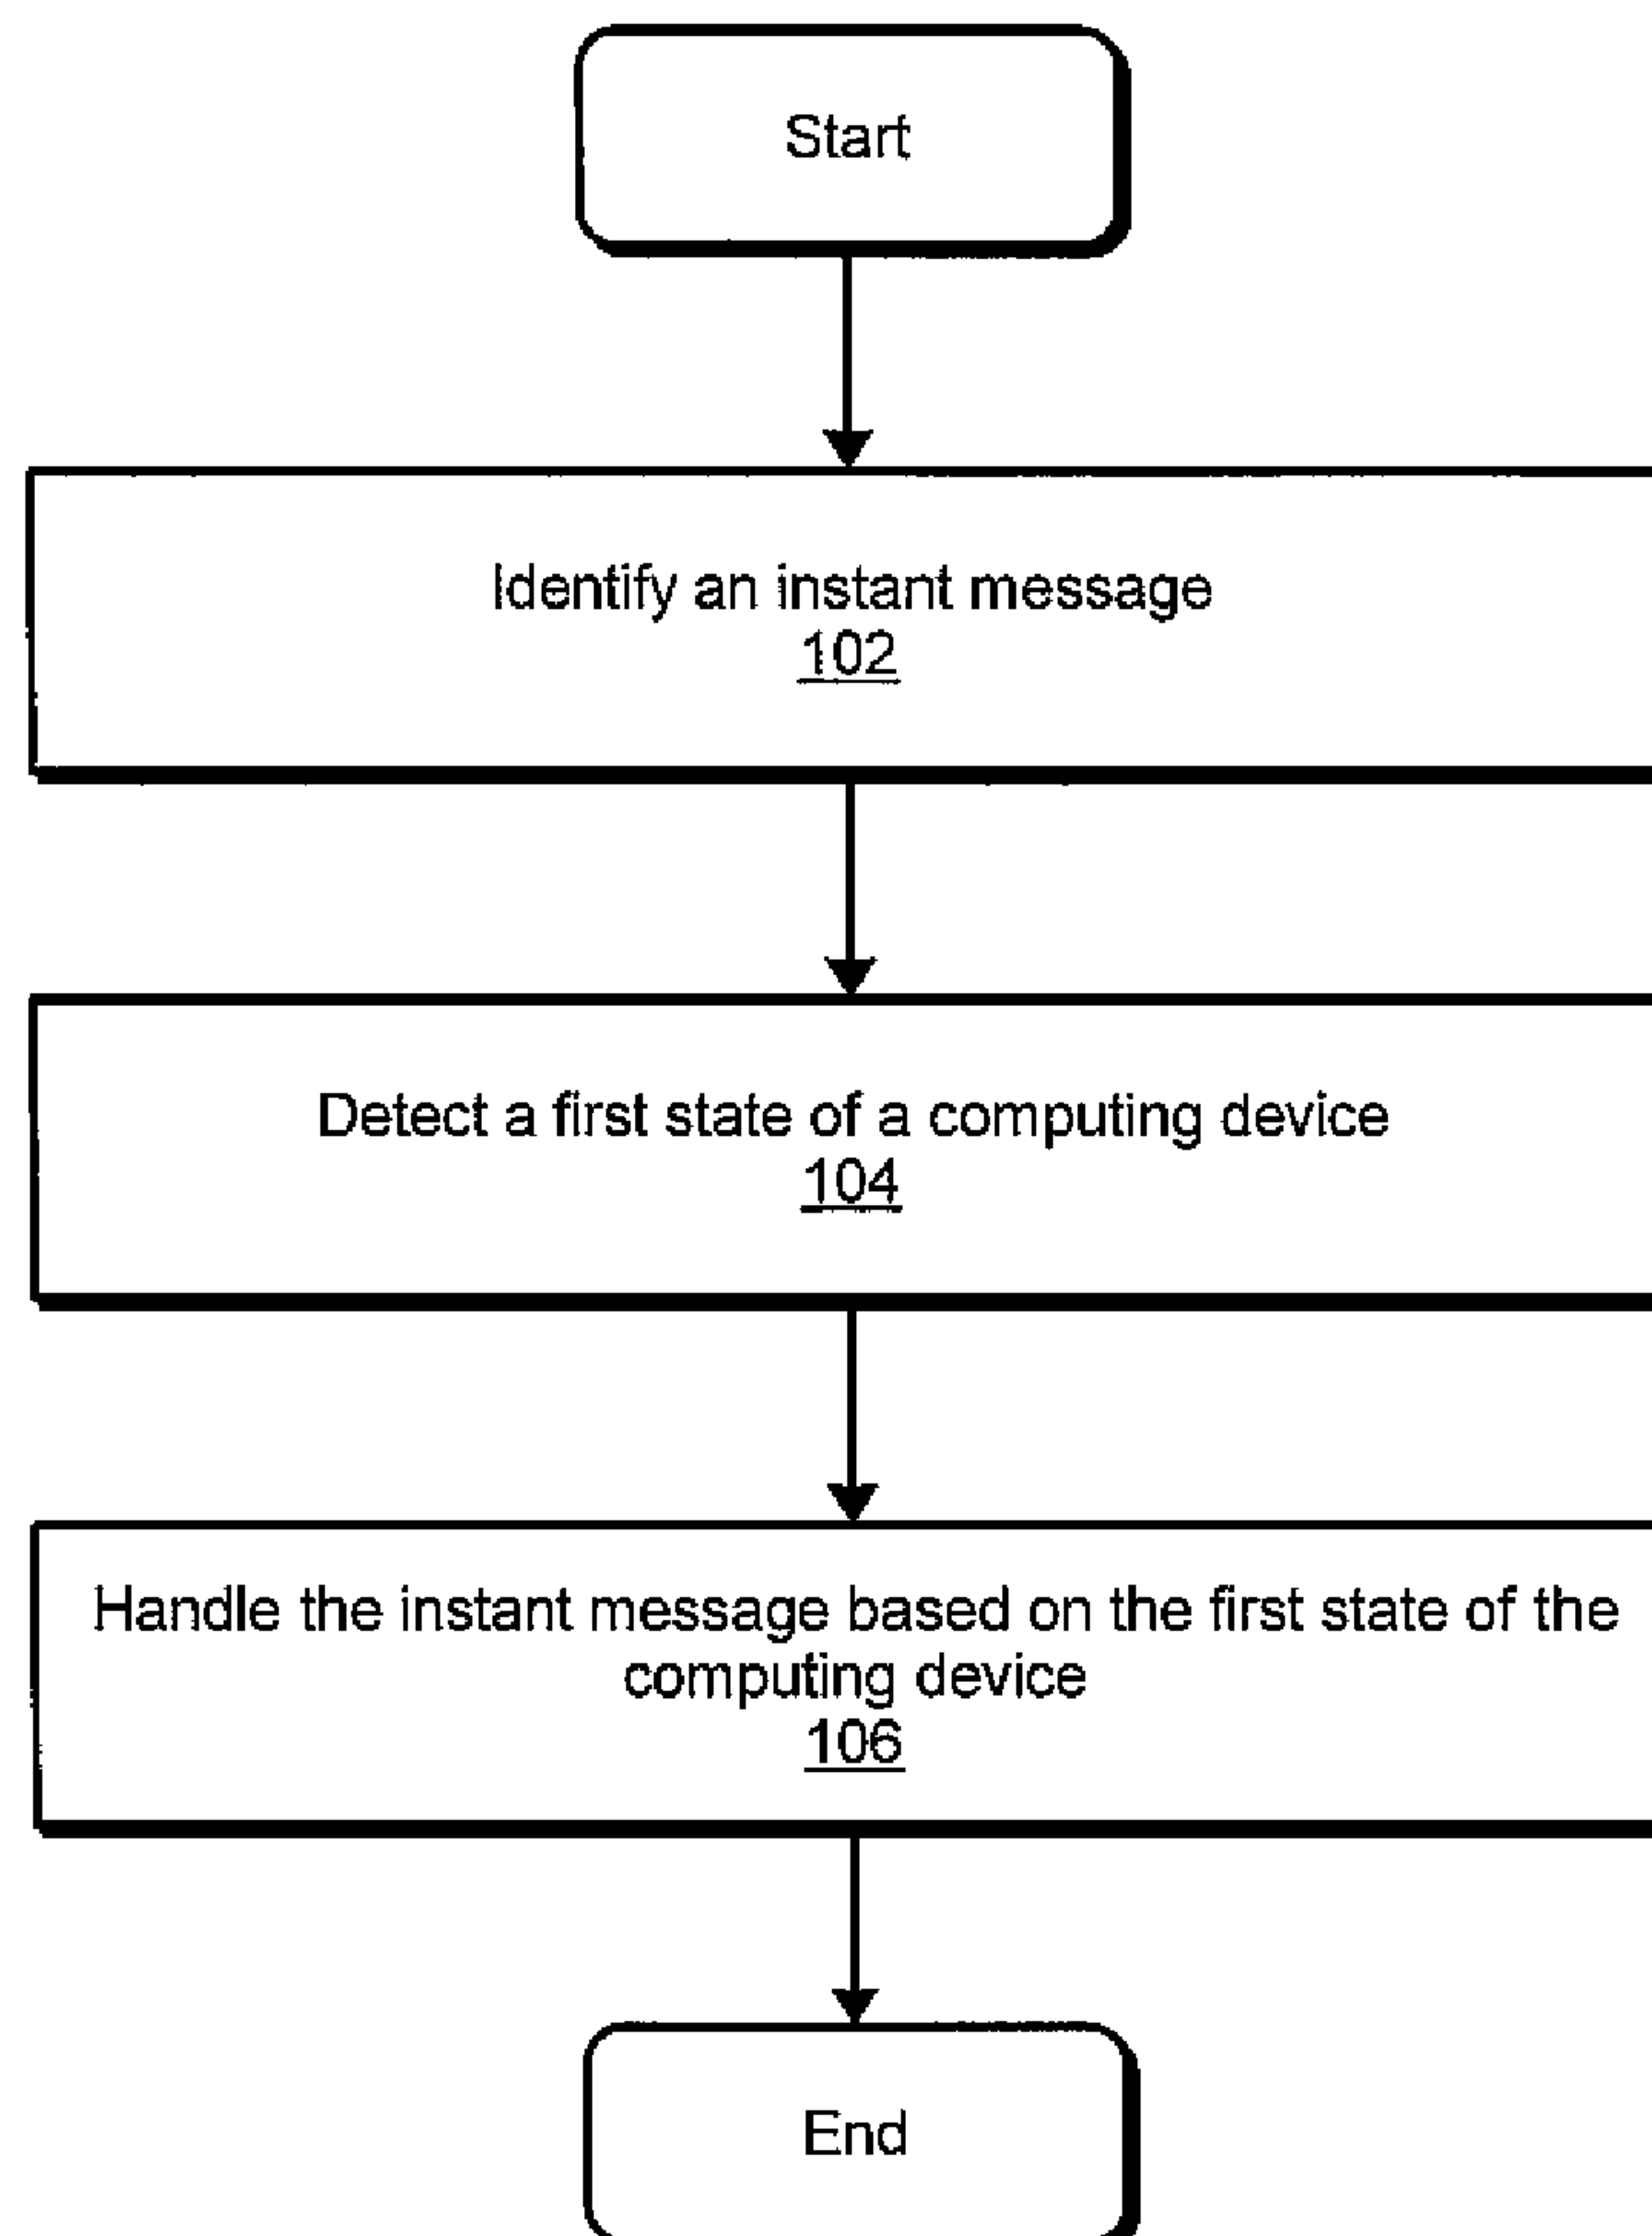 Start
Identify an instant message
102
Detect a first state of a computing device
104
Handle the instant message based on the first state of the
computing device
106
End